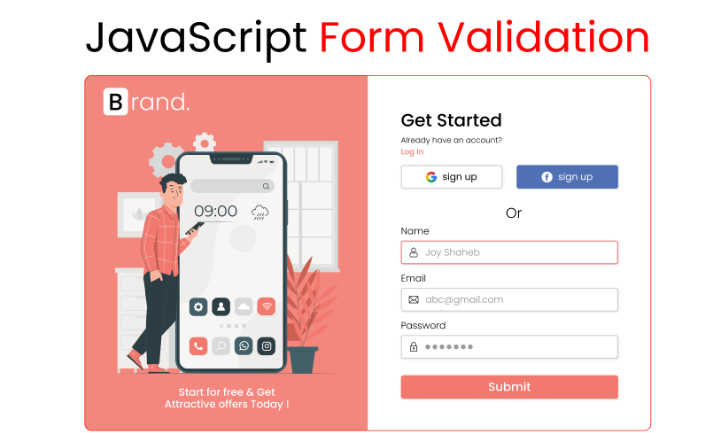 JavaScript Form Validation
Brand.
09:00
Start for free & Get
Attractive offers Today !
Get Started
Already have an account?
Log In
sign up
sign up
Or
Name
Joy Shaheb
Email
abc@gmail.com
Password
Submit